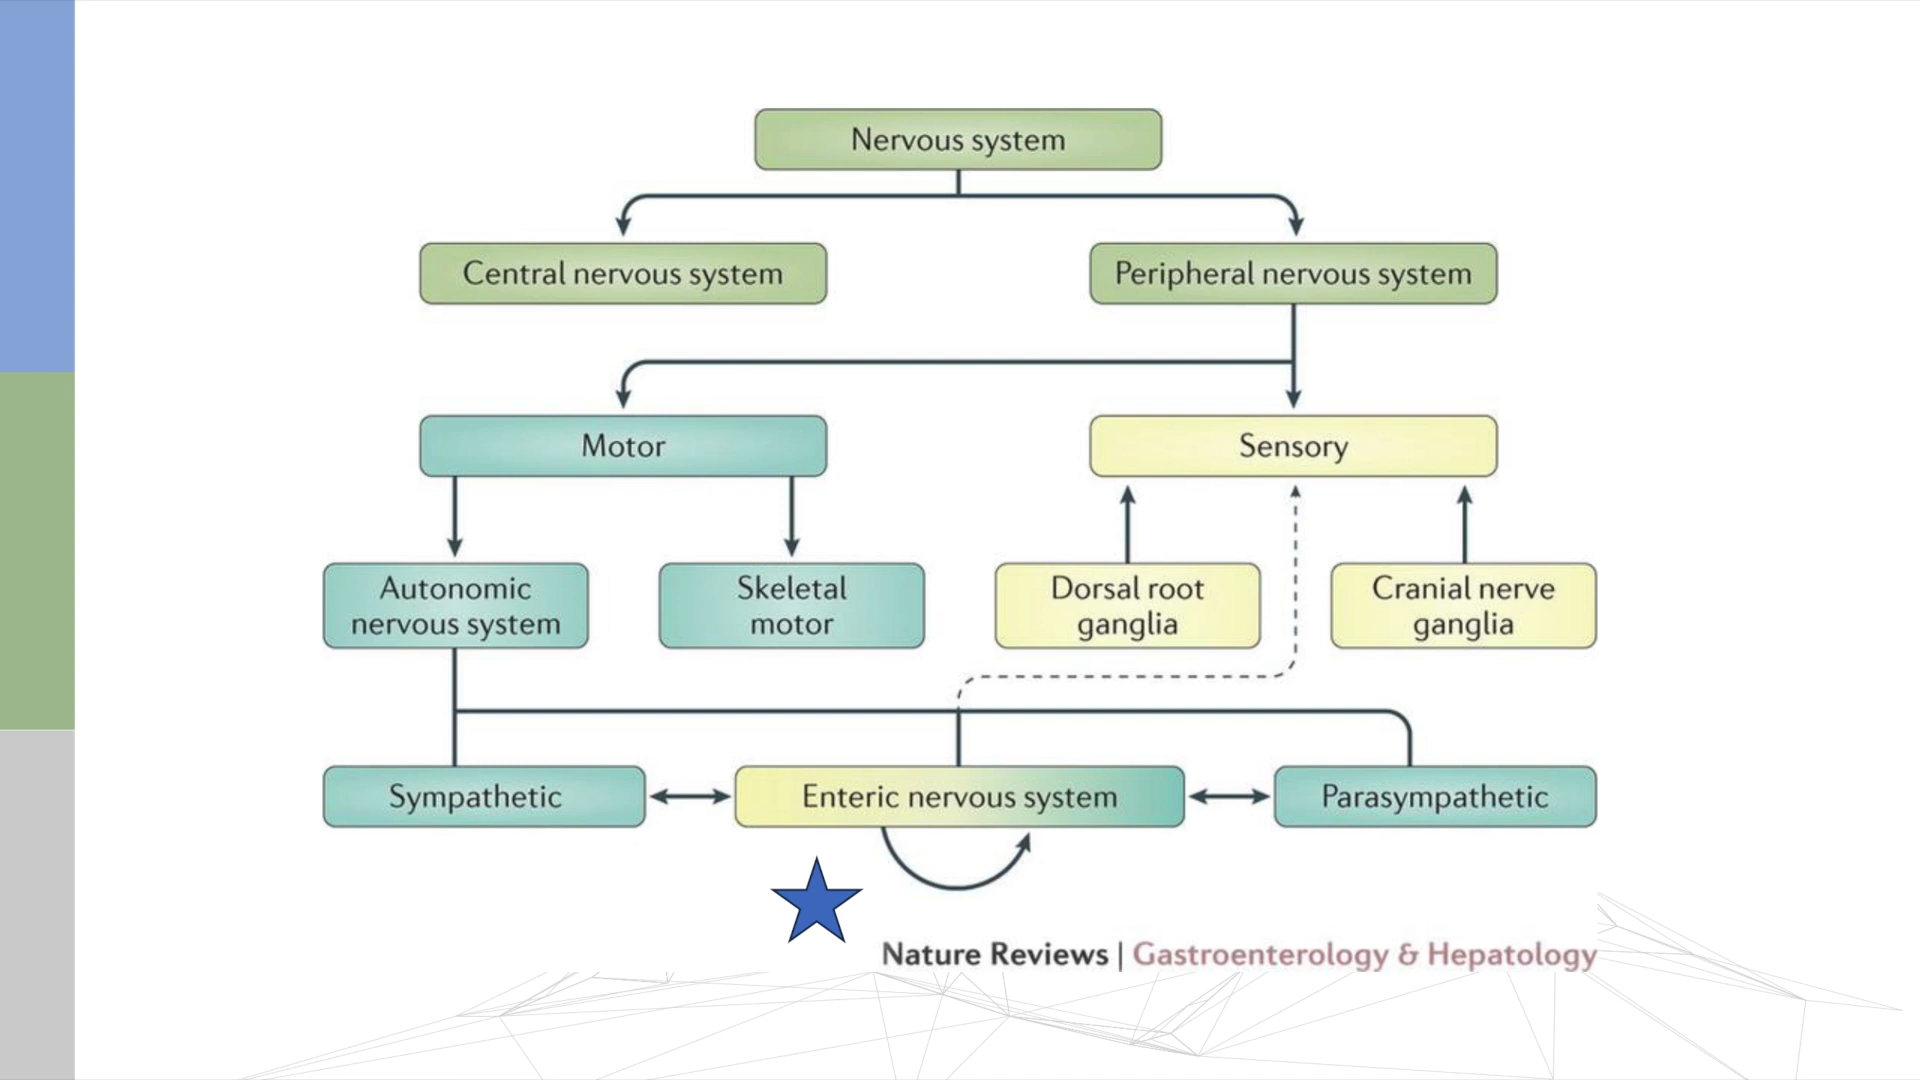 Nervous system
Central nervous system
Peripheral nervous system
Motor
Sensory
Autonomic
nervous system
Skeletal
motor
Dorsal root
ganglia
Cranial nerve
ganglia
Sympathetic
Enteric nervous system
Parasympathetic
Nature Reviews | Gastroenterology & Hepatology